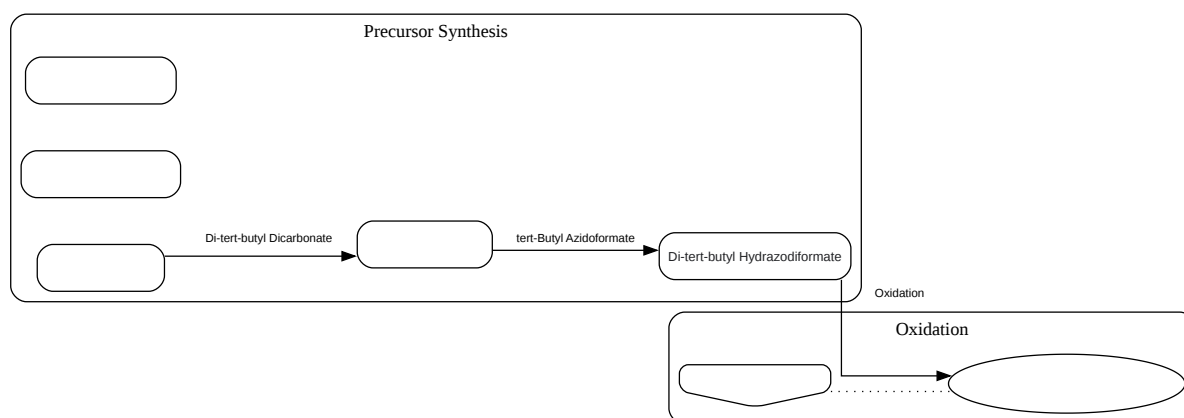 Precursor Synthesis
Di-tert-butyl Dicarbonate
tert-Butyl Azidoformate
Di-tert-butyl Hydrazodiformate
Oxidation
Oxidation